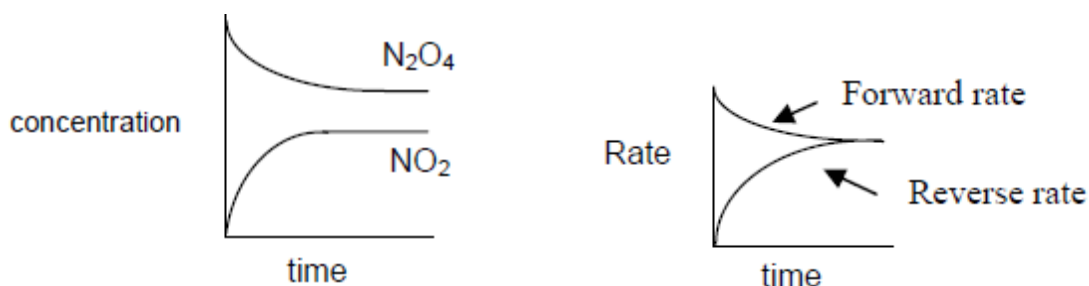 N₂O₄
concentration
NO₂
time
Forward rate
Rate
Reverse rate
time